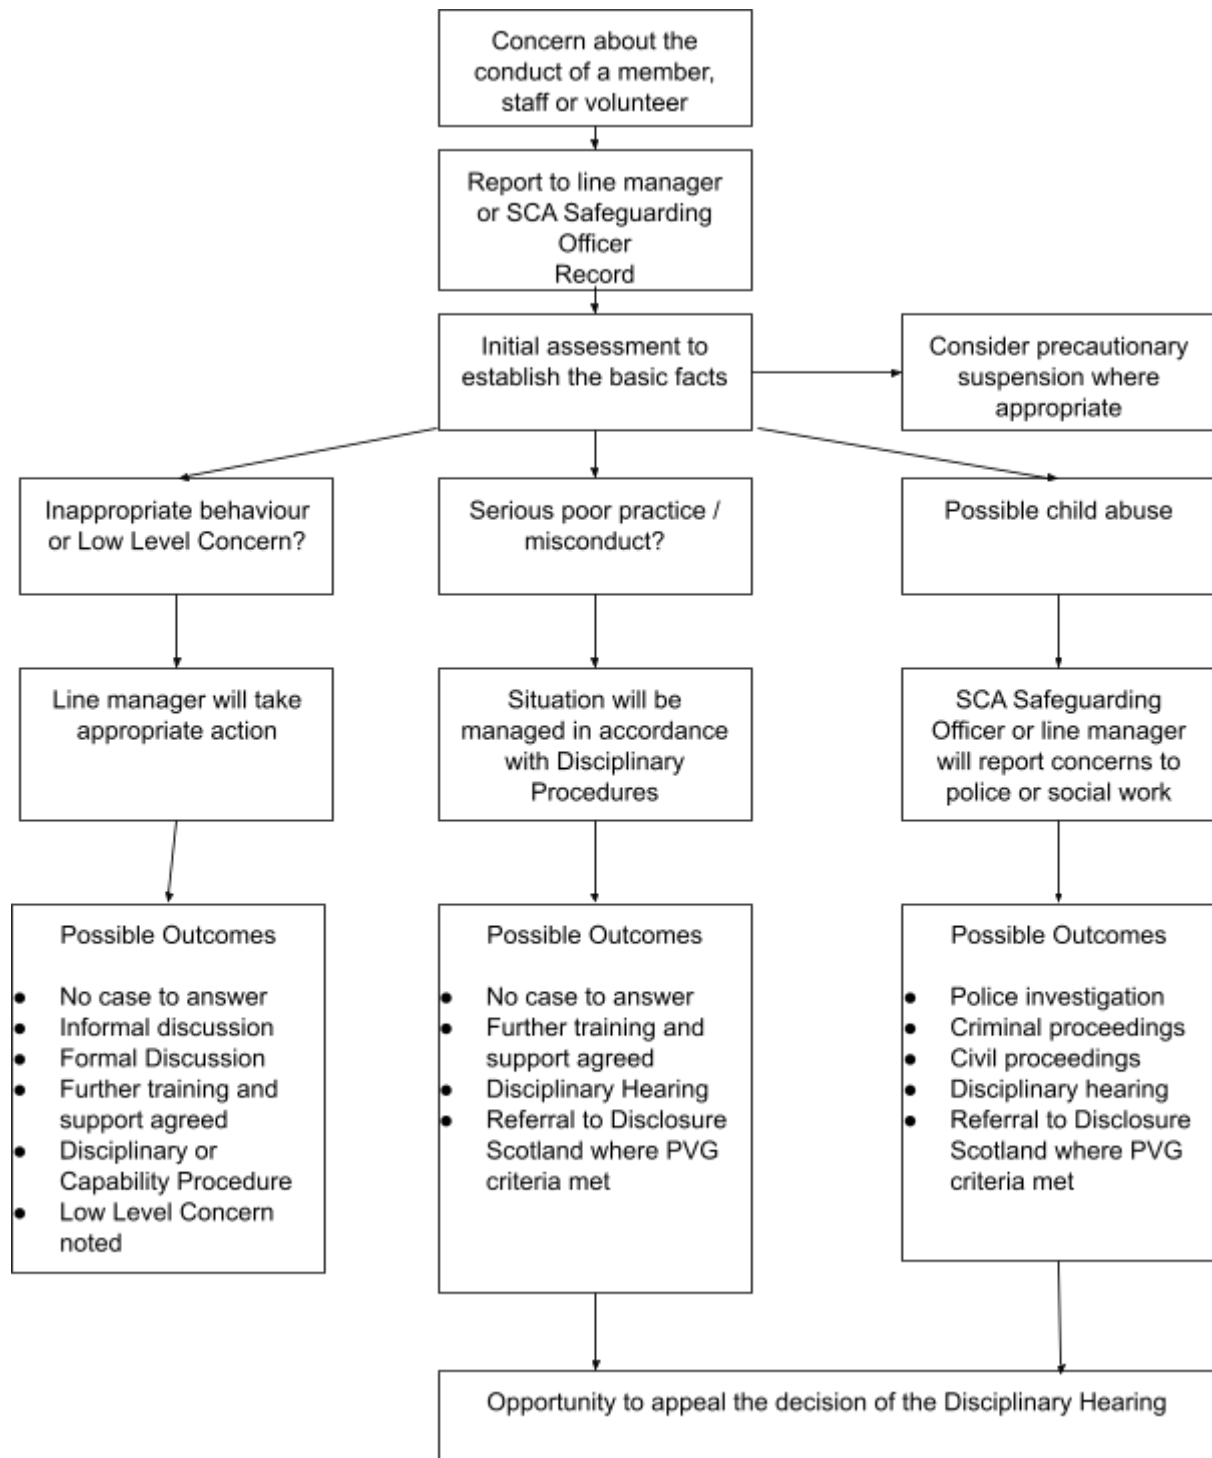 Concern about the
conduct of a member,
staff or volunteer
Report to line manager
or SCA Safeguarding
Officer
Record
Initial assessment to
establish the basic facts
Consider precautionary
suspension where
appropriate
Inappropriate behaviour
or Low Level Concern?
Serious poor practice /
misconduct?
Possible child abuse
Line manager will take
appropriate action
Situation will be
managed in accordance
with Disciplinary
Procedures
SCA Safeguarding
Officer or line manager
will report concerns to
police or social work
Possible Outcomes
● No case to answer
● Informal discussion
● Formal Discussion
● Further training and
support agreed
● Disciplinary or
Capability Procedure
● Low Level Concern
noted
Possible Outcomes
● No case to answer
● Further training and
support agreed
● Disciplinary Hearing
● Referral to Disclosure
Scotland where PVG
criteria met
Possible Outcomes
● Police investigation
● Criminal proceedings
● Civil proceedings
● Disciplinary hearing
● Referral to Disclosure
Scotland where PVG
criteria met
Opportunity to appeal the decision of the Disciplinary Hearing